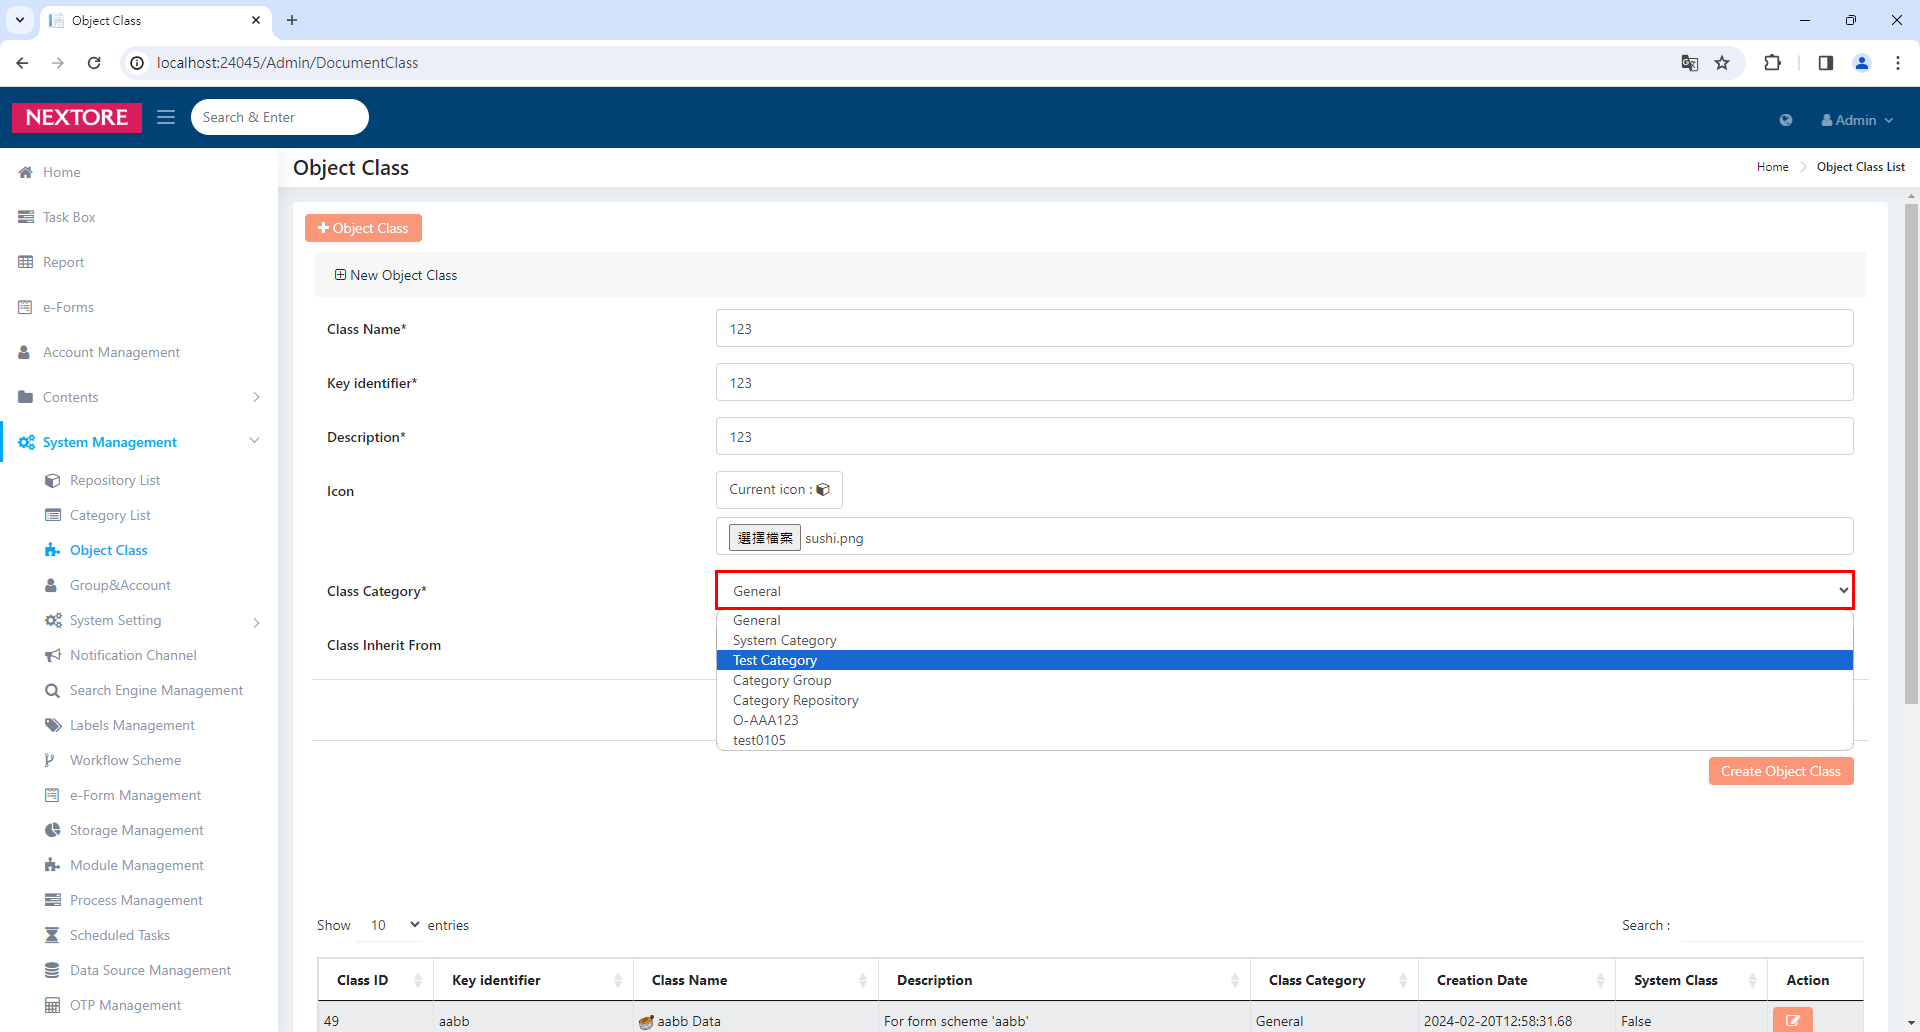 Object Class
localhost:24045/Admin/DocumentClass
NEXTORE
Search & Enter
Admin
Home
Task Box
Report
e-Forms
Account Management
Contents
System Management
Repository List
Category List
Object Class
Group&Account
System Setting
Notification Channel
Search Engine Management
Labels Management
Workflow Scheme
e-Form Management
Storage Management
Module Management
Process Management
Scheduled Tasks
Data Source Management
OTP Management
Object Class
Home Object Class List
Object Class
New Object Class
Class Name* 123
Key identifier* 123
Description* 123
Icon Current icon :
選擇檔案 sushi.png
Class Category* General
General
System Category
Class Inherit From
Test Category
Category Group
Category Repository
O-AAA123
test0105
Create Object Class
Show 10 entries Search :
Class ID Key identifier Class Name Description Class Category Creation Date System Class Action
49 aabb aabb Data For form scheme 'aabb' General 2024-02-20T12:58:31.68 False